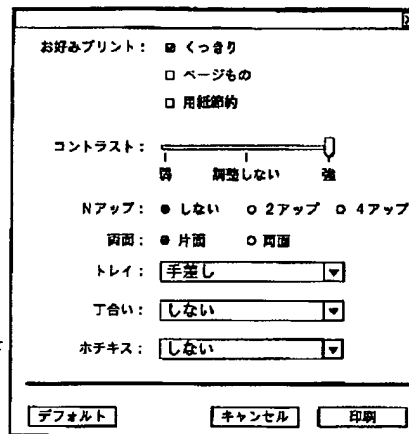 お好みプリント： くっきり
ページもの
用紙節約
コントラスト：
弱 調整しない 強
Nアップ： しない 2アップ 4アップ
両面： 片面 両面
トレイ： 手差し
丁合い： しない
ホチキス： しない
デフォルト キャンセル 印刷